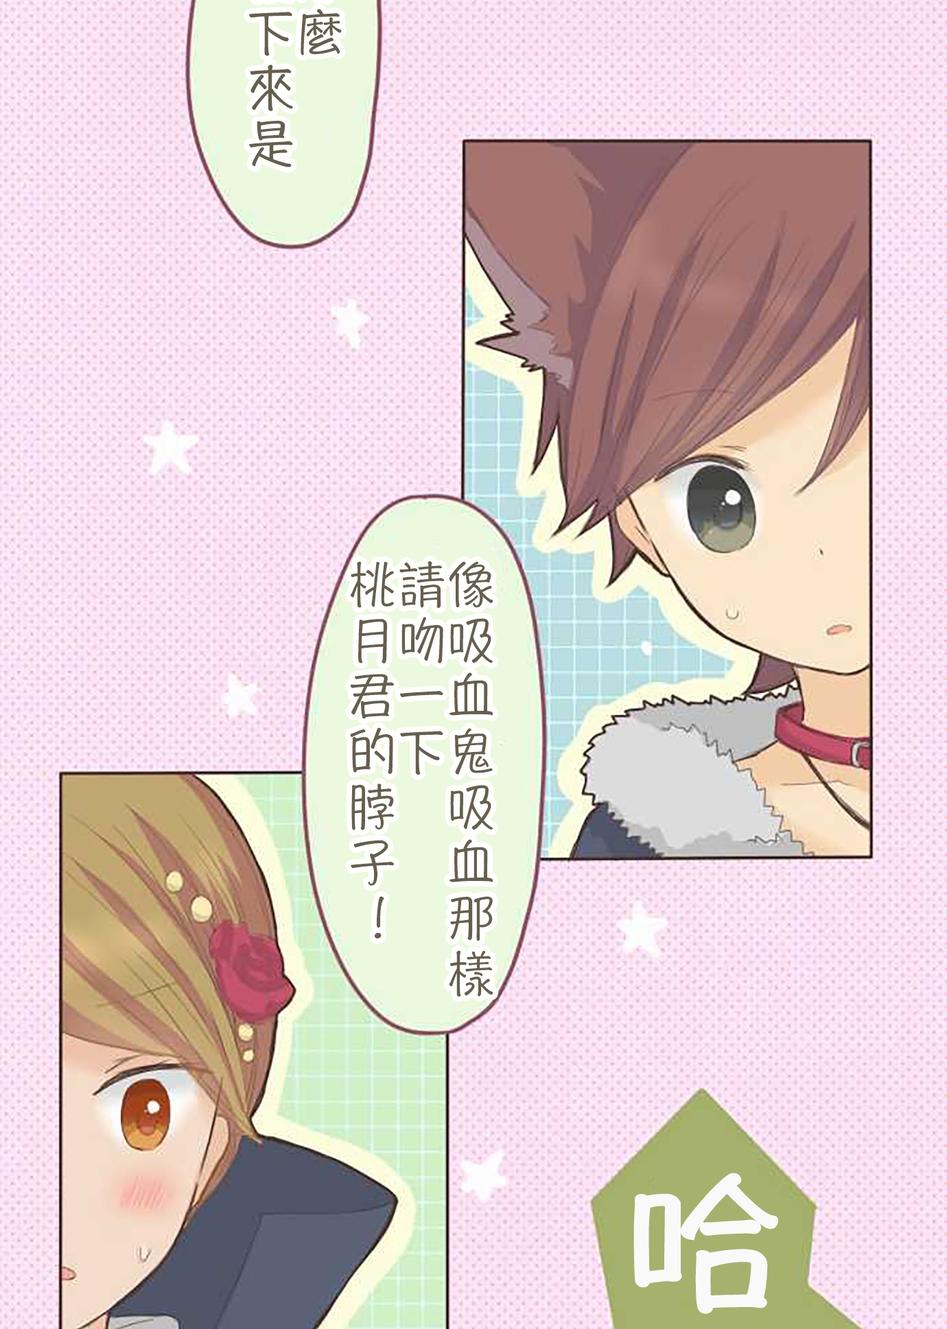 麼
下來是
像吸血鬼吸血那樣
請吻一下
桃月君的脖子！
哈